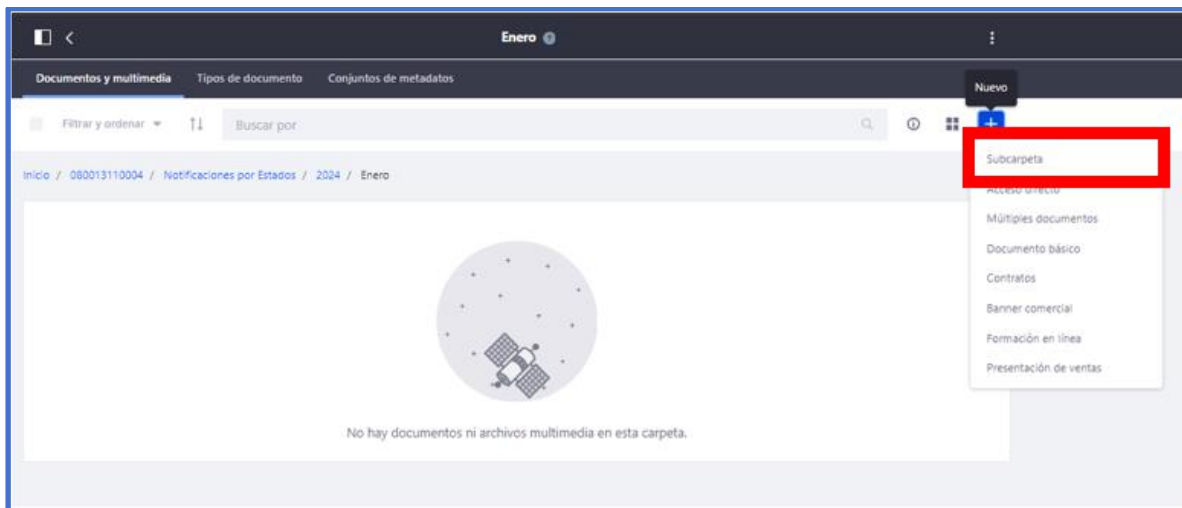 Enero
Documentos y multimedia Tipos de documento Conjuntos de metadatos
Nuevo
Filtrar y ordenar Buscar por
Subcarpeta
Inicio / 080013110004 / Notificaciones por Estados / 2024 / Enero
Acceso directo
Múltiples documentos
Documento básico
Contratos
Banner comercial
Formación en línea
Presentación de ventas
No hay documentos ni archivos multimedia en esta carpeta.